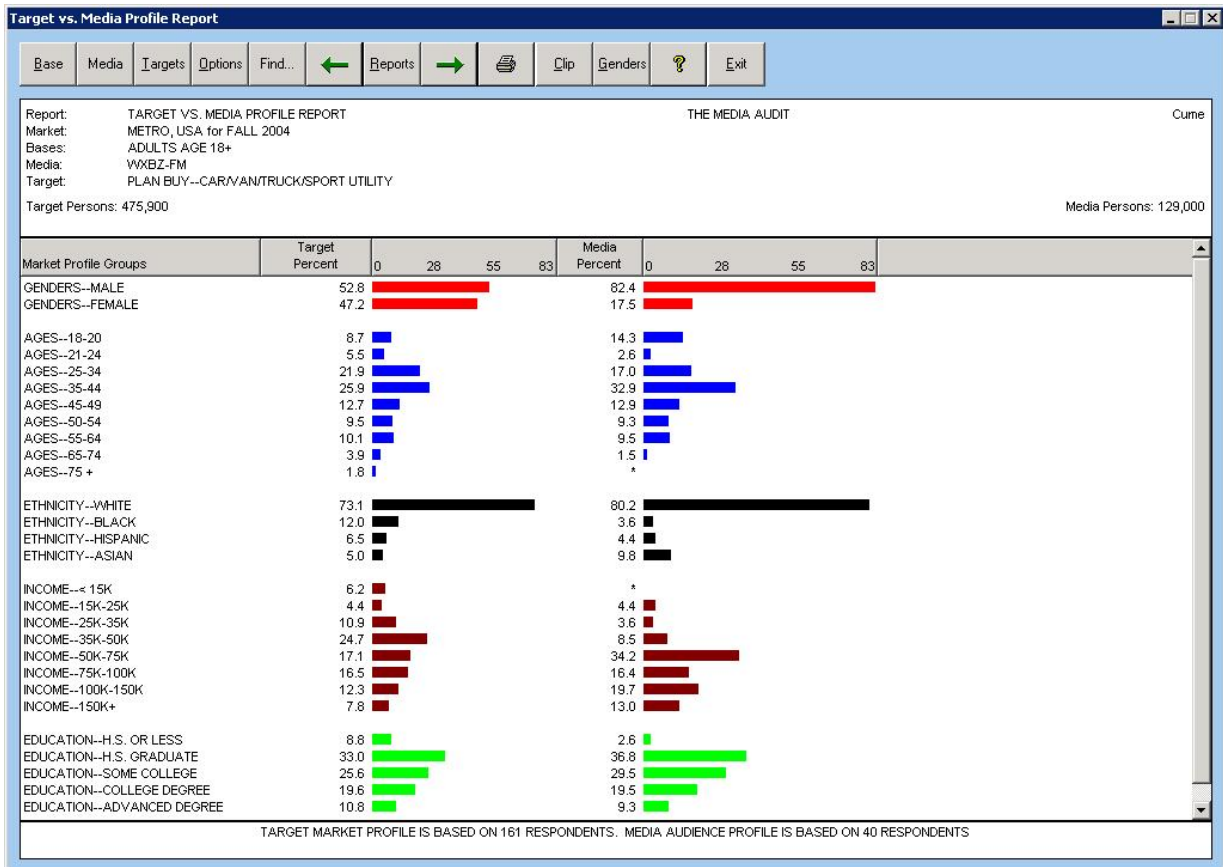 Target vs. Media Profile Report
Base Media Targets Options Find... Reports Clip Genders ? Exit
Report: TARGET VS. MEDIA PROFILE REPORT THE MEDIA AUDIT Cume
Market: METRO, USA for FALL 2004
Bases: ADULTS AGE 18+
Media: WXBZ-FM
Target: PLAN BUY--CAR/VAN/TRUCK/SPORT UTILITY
Target Persons: 475,900 Media Persons: 129,000
Market Profile Groups Target Percent 0 28 55 83 Media Percent 0 28 55 83
GENDERS--MALE 52.8 82.4
GENDERS--FEMALE 47.2 17.5
AGES--18-20 8.7 14.3
AGES--21-24 5.5 2.6
AGES--25-34 21.9 17.0
AGES--35-44 25.9 32.9
AGES--45-49 12.7 12.9
AGES--50-54 9.5 9.3
AGES--55-64 10.1 9.5
AGES--65-74 3.9 1.5
AGES--75 + 1.8 *
ETHNICITY--WHITE 73.1 80.2
ETHNICITY--BLACK 12.0 3.6
ETHNICITY--HISPANIC 6.5 4.4
ETHNICITY--ASIAN 5.0 9.8
INCOME--< 15K 6.2 *
INCOME--15K-25K 4.4 4.4
INCOME--25K-35K 10.9 3.6
INCOME--35K-50K 24.7 8.5
INCOME--50K-75K 17.1 34.2
INCOME--75K-100K 16.5 16.4
INCOME--100K-150K 12.3 19.7
INCOME--150K+ 7.8 13.0
EDUCATION--H.S. OR LESS 8.8 2.6
EDUCATION--H.S. GRADUATE 33.0 36.8
EDUCATION--SOME COLLEGE 25.6 29.5
EDUCATION--COLLEGE DEGREE 19.6 19.5
EDUCATION--ADVANCED DEGREE 10.8 9.3
TARGET MARKET PROFILE IS BASED ON 161 RESPONDENTS. MEDIA AUDIENCE PROFILE IS BASED ON 40 RESPONDENTS